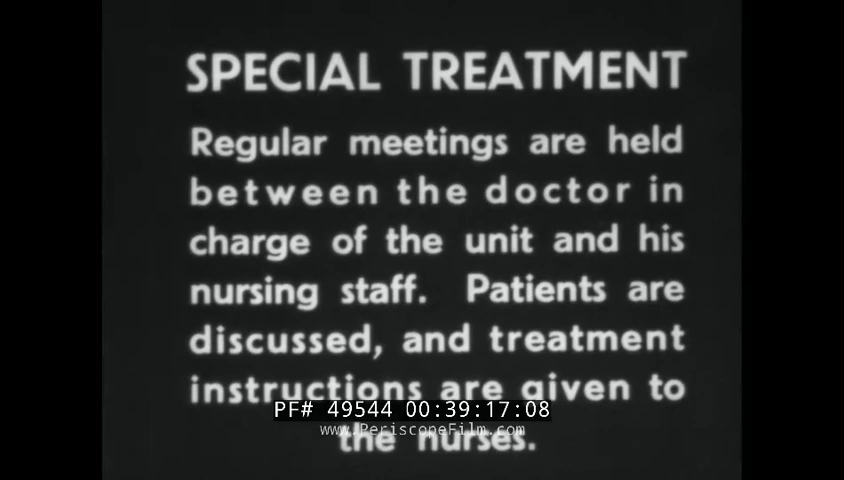 SPECIAL TREATMENT
Regular meetings are held
between the doctor in
charge of the unit and his
nursing staff. Patients are
discussed, and treatment
instructions are given to
PF# 49544 00:39:17:08
www.PeriscopeFilm.com
the nurses.